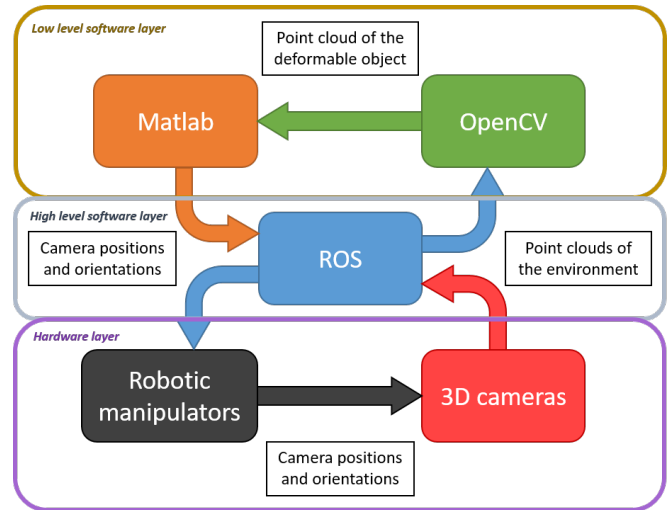 Low level software layer
Point cloud of the
deformable object
Matlab
OpenCV
High level software layer
Camera positions
and orientations
ROS
Point clouds of
the environment
Hardware layer
Robotic
manipulators
3D cameras
Camera positions
and orientations